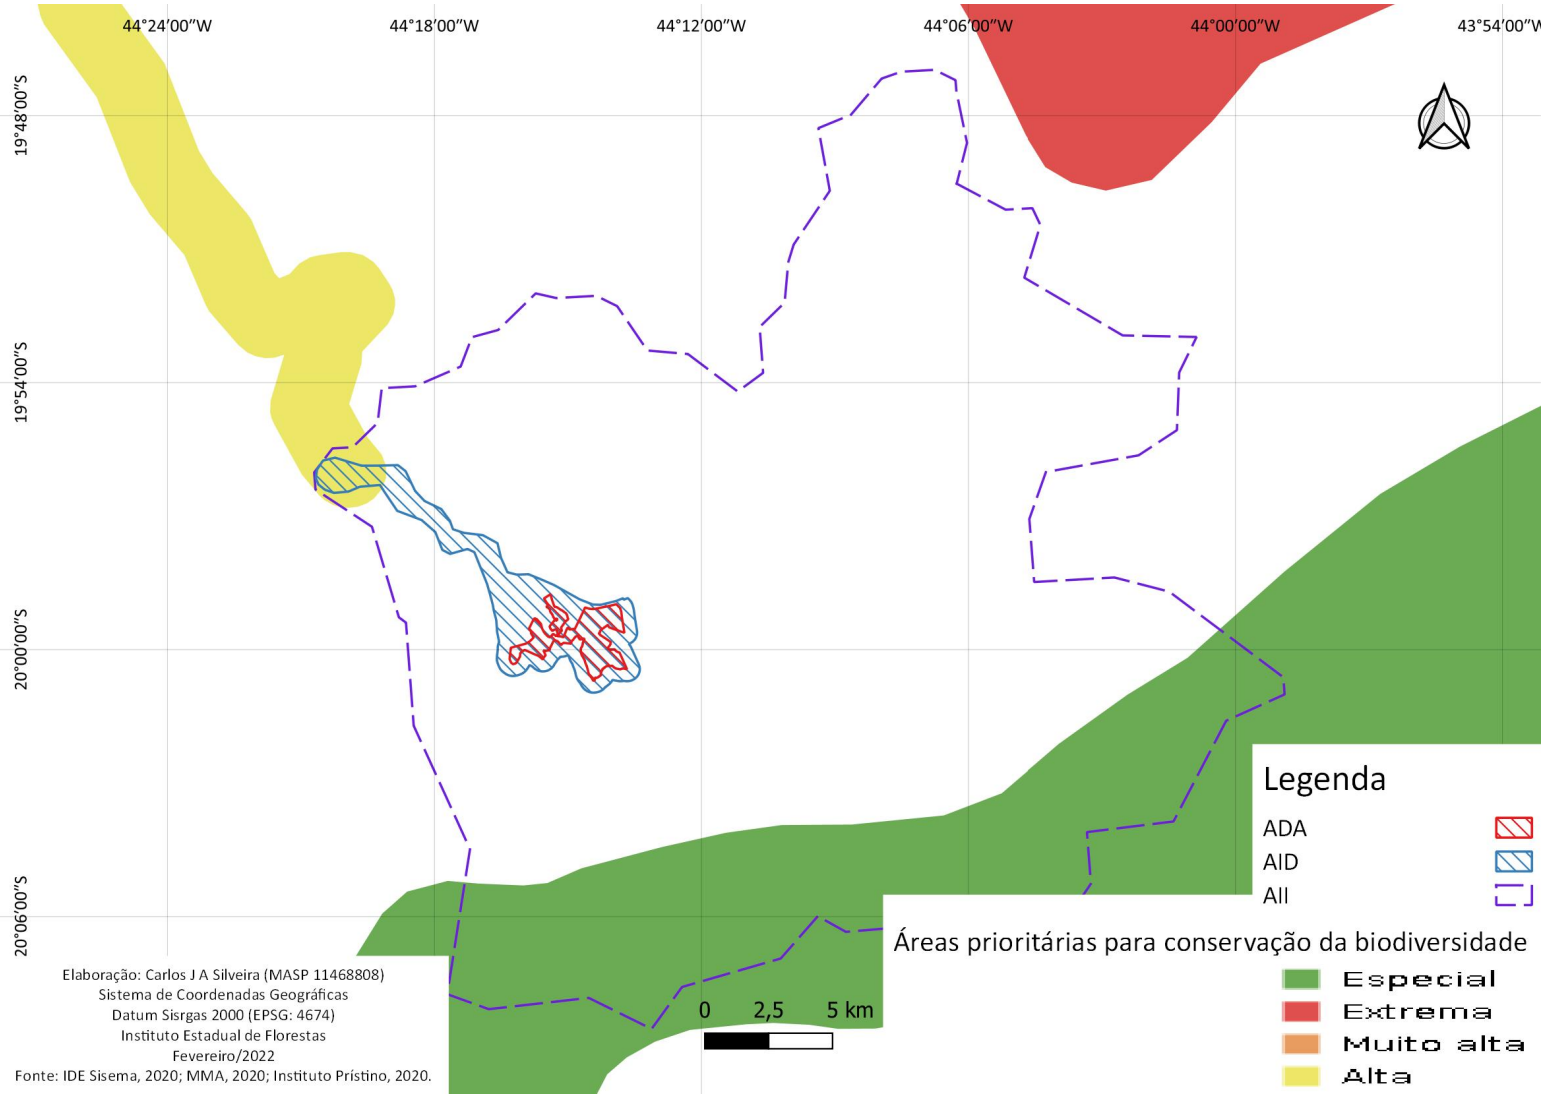 44°24′00″W 44°18′00″W 44°12′00″W 44°06′00″W 44°00′00″W 43°54′00″W
19°48′00″S
19°54′00″S
20°00′00″S
20°06′00″S
Legenda
ADA
AID
AII
Áreas prioritárias para conservação da biodiversidade
Especial
Extrema
Muito alta
Alta
0 2,5 5 km
Elaboração: Carlos J A Silveira (MASP 11468808)
Sistema de Coordenadas Geográficas
Datum Sisrgas 2000 (EPSG: 4674)
Instituto Estadual de Florestas
Fevereiro/2022
Fonte: IDE Sisema, 2020; MMA, 2020; Instituto Prístino, 2020.